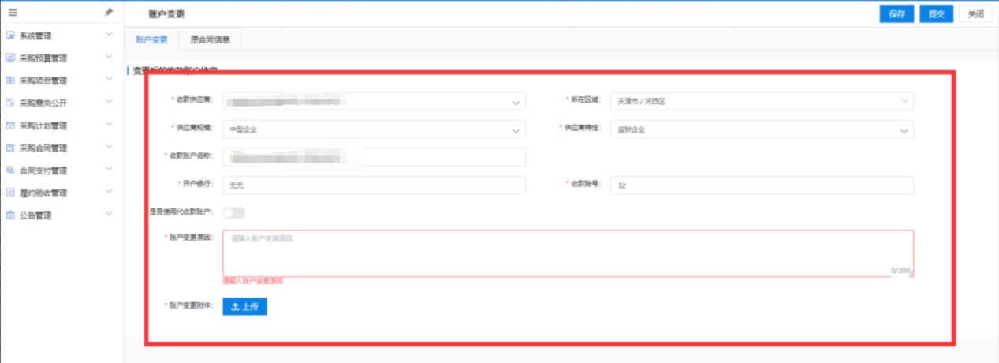 账户变更
保存
提交
关闭
系统管理
采购预算管理
采购项目管理
采购意向公开
采购计划管理
采购合同管理
合同支付管理
履约验收管理
公告管理
账户变更
原合同信息
变更后的收款账户信息
* 收款供应商:
* 所在区域: 天津市 / 河西区
* 供应商规模: 中型企业
* 供应商特性: 监狱企业
* 收款账户名称:
* 开户银行: 无无
* 收款账号: 32
是否使用代收款账户:
* 账户变更原因: 请输入账户变更原因
0/200
请输入账户变更原因
* 账户变更附件: 上传